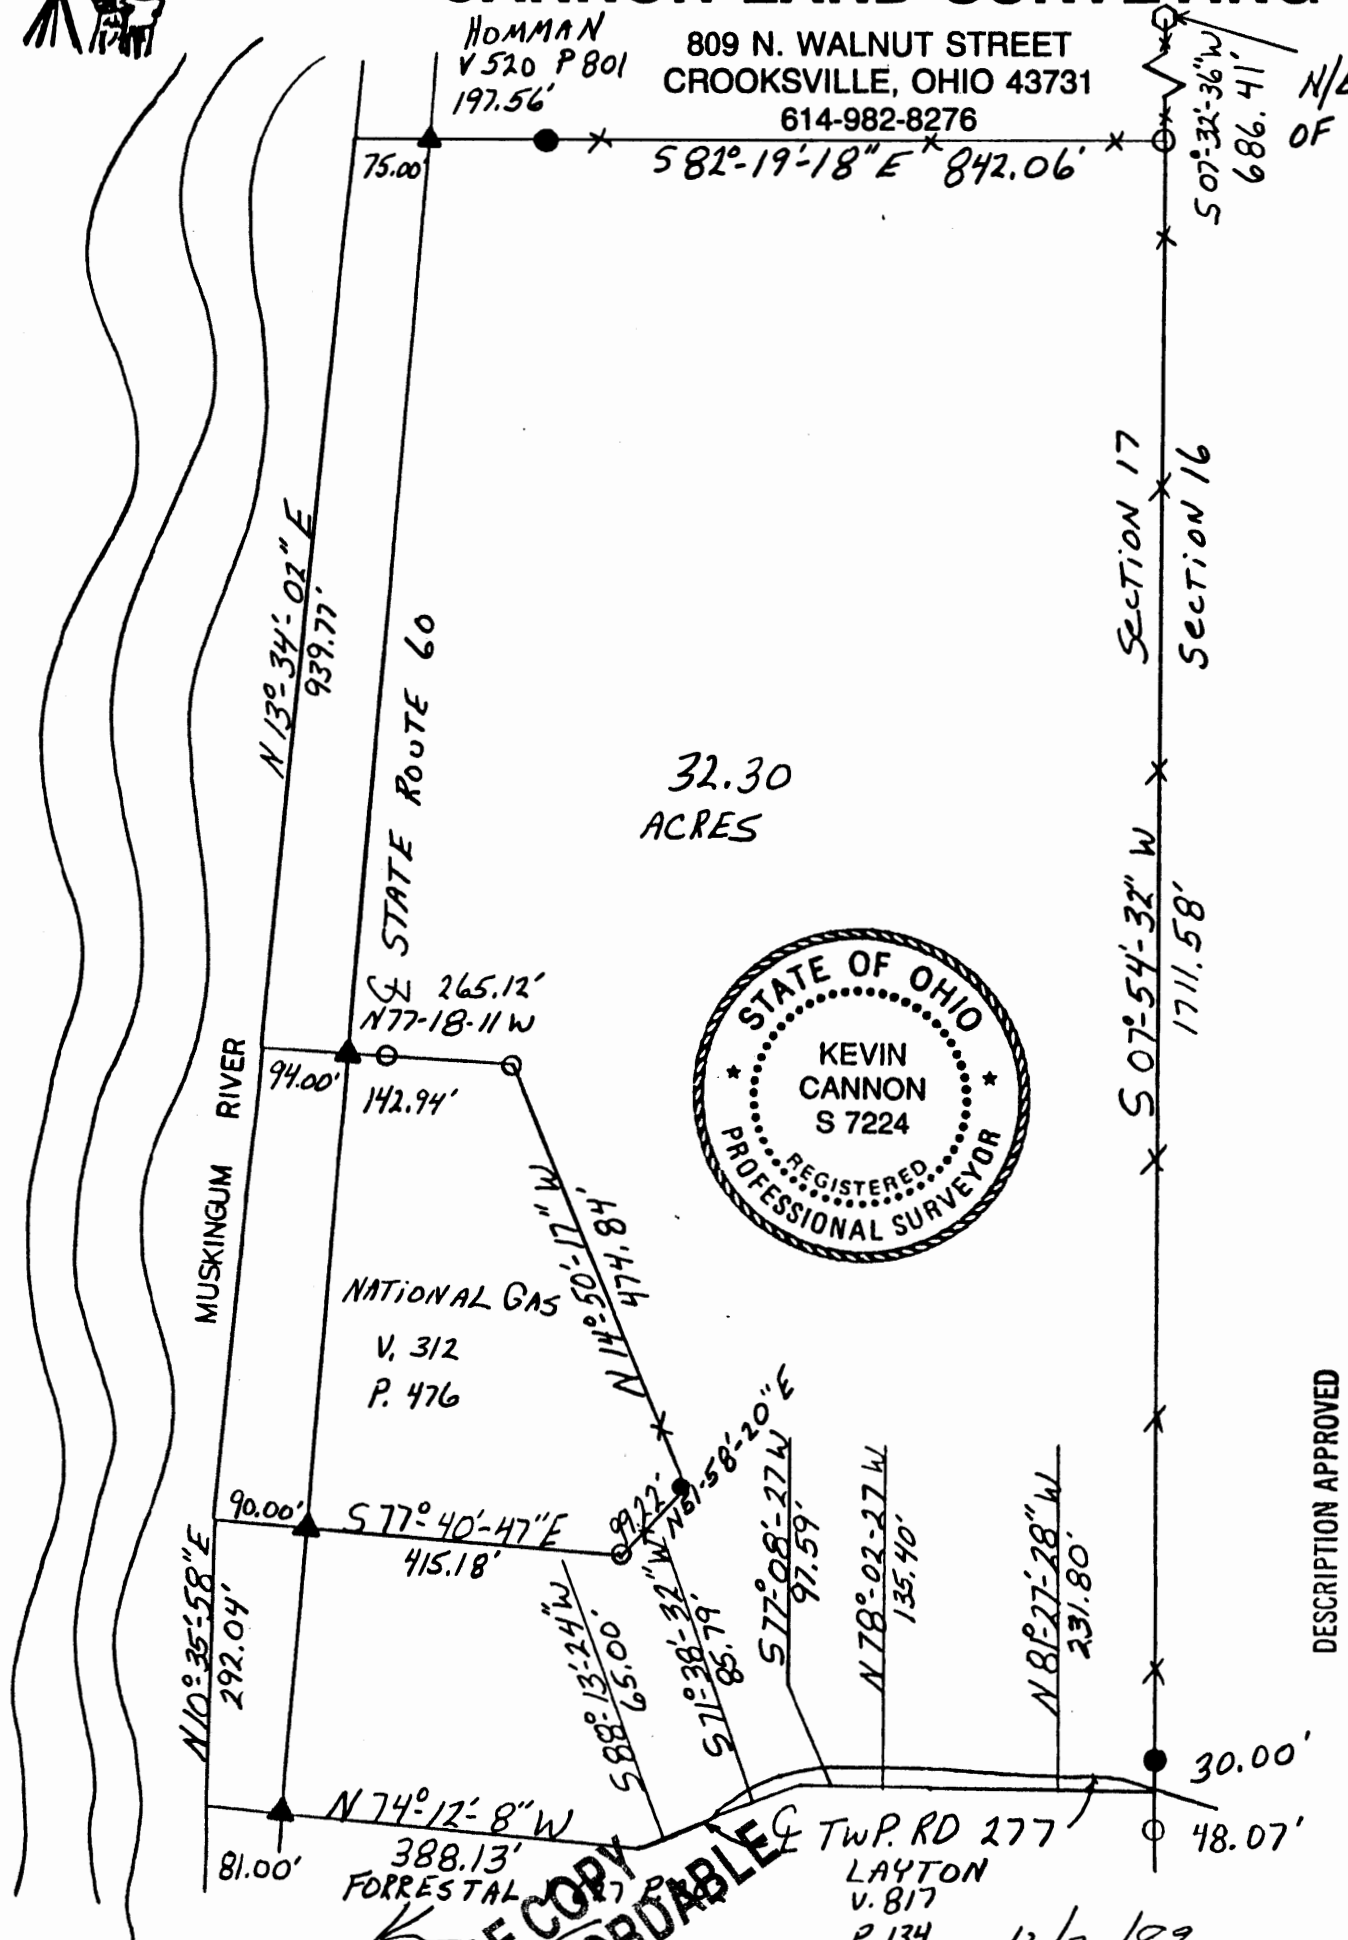 HOMMAN
V 520 P 801
197.56'
809 N. WALNUT STREET
CROOKSVILLE, OHIO 43731
614-982-8276
S 07°-32'-36" W
686.41'
OF
75.00'
S 82°-19'-18" E 842.06'
SECTION 17
SECTION 16
N 13°-34'-02" E
939.77'
℄ STATE ROUTE 60
32.30
ACRES
S 07°-54'-32" W
1711.58'
STATE OF OHIO
KEVIN
CANNON
S 7224
REGISTERED
PROFESSIONAL SURVEYOR
265.12'
N77-18-11 W
94.00'
142.94'
MUSKINGUM RIVER
N 14°-50'-17" W
474.84'
NATIONAL GAS
V. 312
P. 476
90.00'
S 77°-40'-47" E
415.18'
99.22'
S 77°-08'-27 W
97.59'
N 78°-02-27 W
135.40'
N 81°-27'-28" W
231.80'
DESCRIPTION APPROVED
N 10°-35'-58" E
292.04'
S 88°-13'-24" W
65.00'
S 71°-38'-32" W
85.79'
30.00'
N 74°-12'-8" W
388.13'
81.00'
FORRESTAL
COPY
℄ TWP. RD 277
48.07'
LAYTON
V. 817
P 134